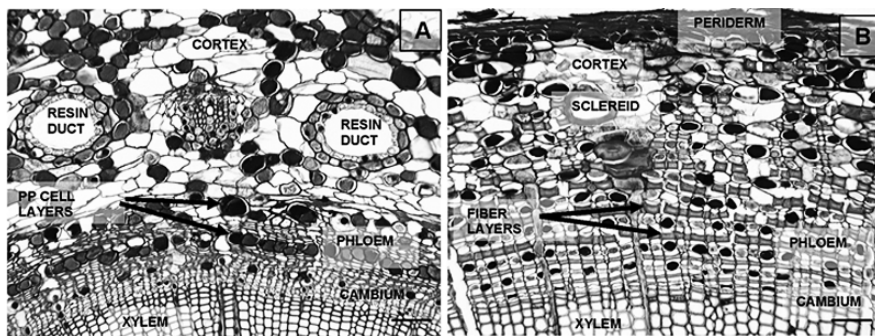 A
CORTEX
RESIN
DUCT
RESIN
DUCT
PP CELL
LAYERS
PHLOEM
CAMBIUM
XYLEM
B
PERIDERM
CORTEX
SCLEREID
FIBER
LAYERS
PHLOEM
CAMBIUM
XYLEM